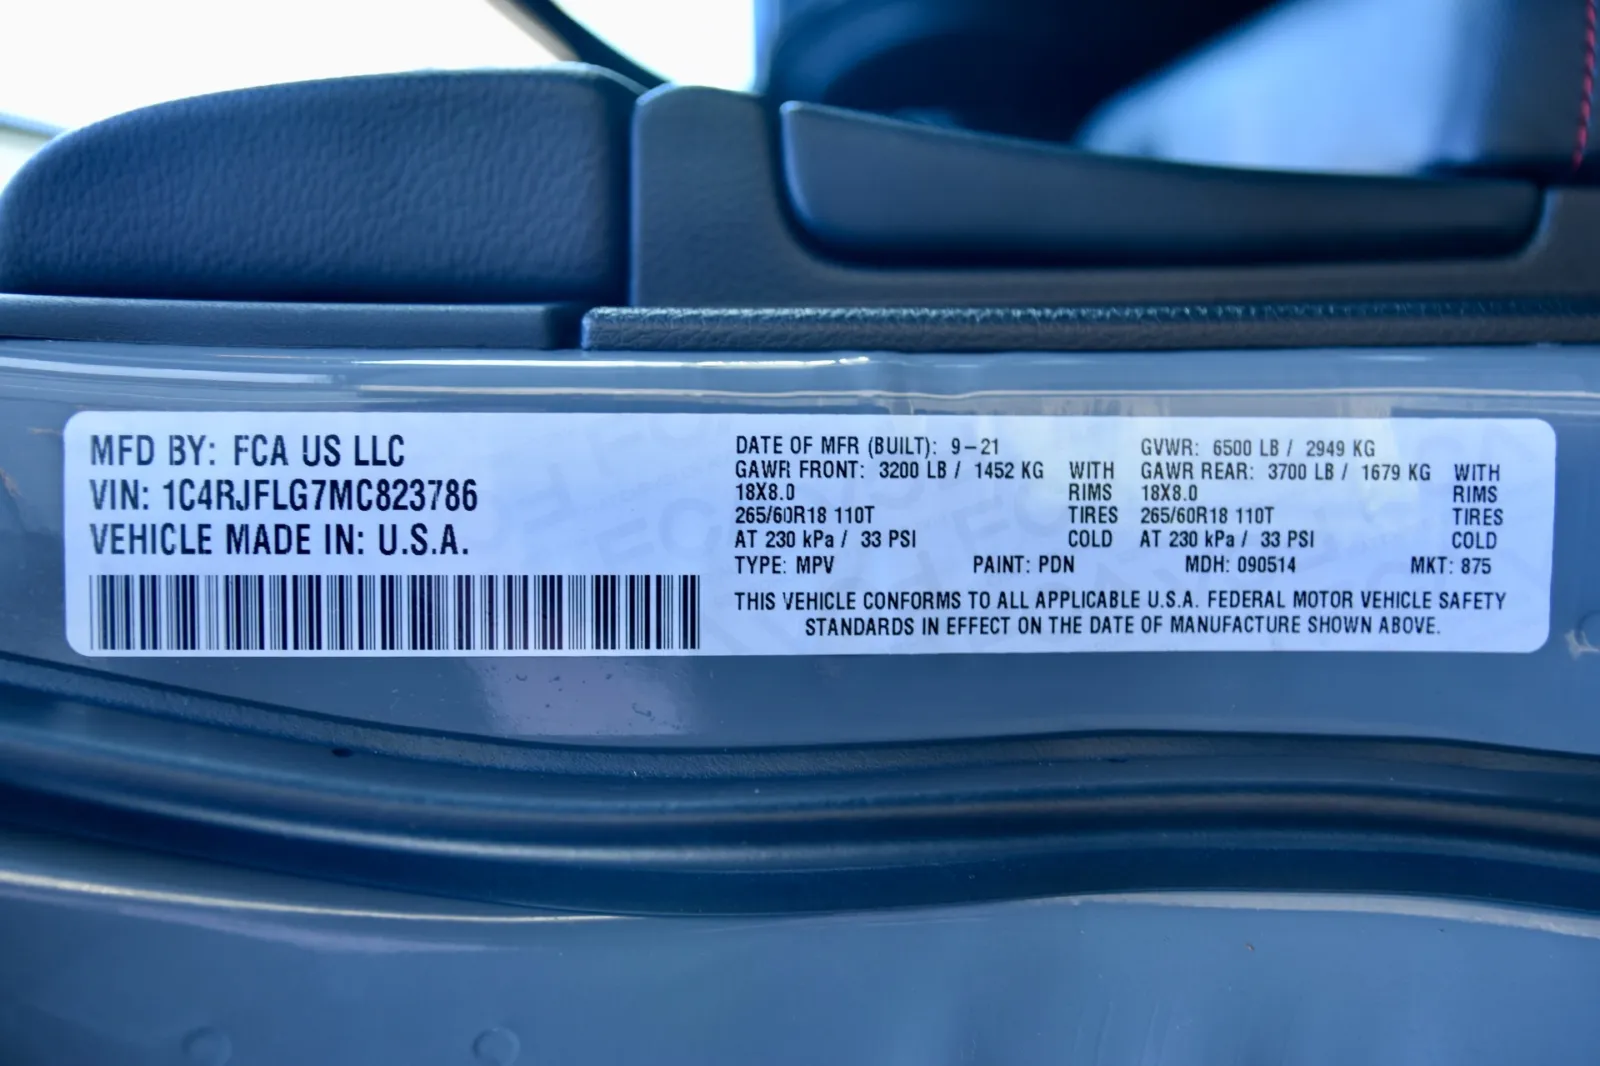 MFD BY: FCA US LLC
VIN: 1C4RJFLG7MC823786
VEHICLE MADE IN: U.S.A.
DATE OF MFR (BUILT): 9-21 GVWR: 6500 LB / 2949 KG
GAWR FRONT: 3200 LB / 1452 KG WITH GAWR REAR: 3700 LB / 1679 KG WITH
18X8.0 RIMS 18X8.0 RIMS
265/60R18 110T TIRES 265/60R18 110T TIRES
AT 230 kPa / 33 PSI COLD AT 230 kPa / 33 PSI COLD
TYPE: MPV PAINT: PDN MDH: 090514 MKT: 875
THIS VEHICLE CONFORMS TO ALL APPLICABLE U.S.A. FEDERAL MOTOR VEHICLE SAFETY
STANDARDS IN EFFECT ON THE DATE OF MANUFACTURE SHOWN ABOVE.